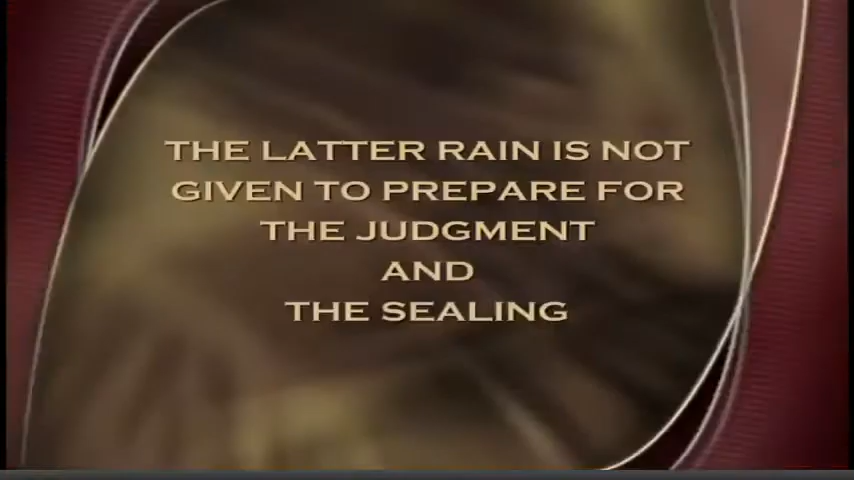 THE LATTER RAIN IS NOT
GIVEN TO PREPARE FOR
THE JUDGMENT
AND
THE SEALING